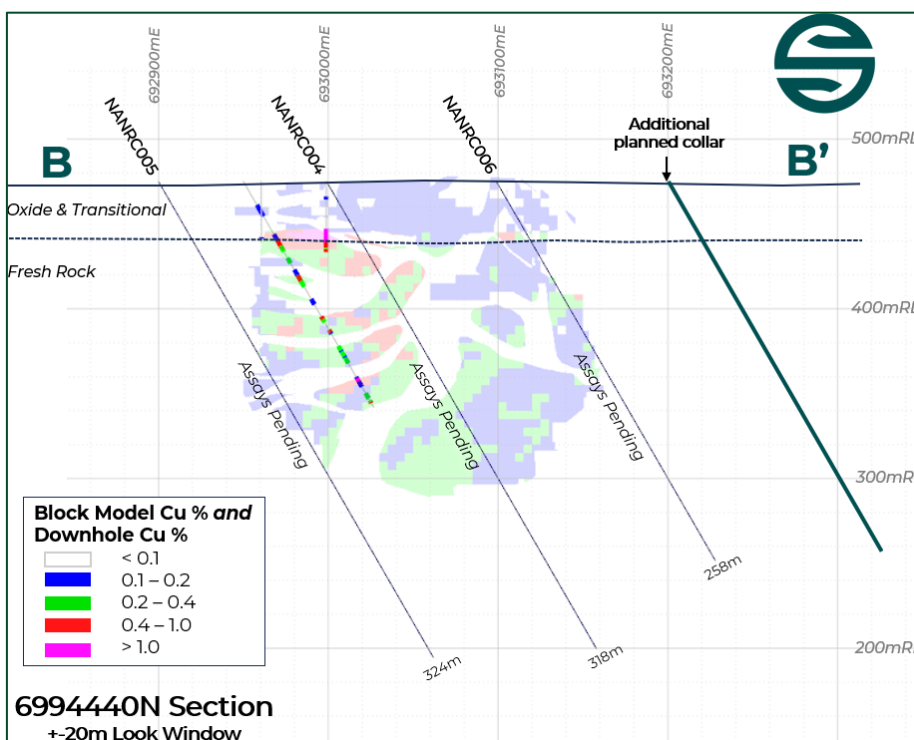 692900mE
693000mE
693100mE
693200mE
NANRC005
NANRC004
NANRC006
Additional
planned collar
500mRL
B
B’
Oxide & Transitional
Fresh Rock
400mRL
Assays Pending
Assays Pending
Assays Pending
300mRL
258m
324m
318m
200mRL
Block Model Cu % and
Downhole Cu %
< 0.1
0.1 – 0.2
0.2 – 0.4
0.4 – 1.0
> 1.0
6994440N Section
+-20m Look Window